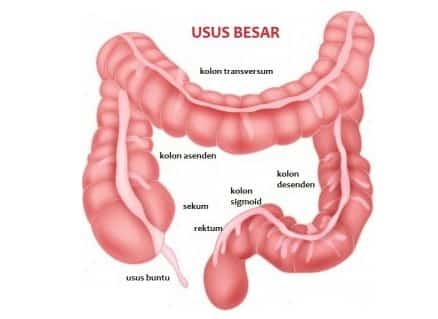 USUS BESAR
kolon transversum
kolon asenden
kolon
desenden
kolon
sigmoid
sekum
rektum
usus buntu